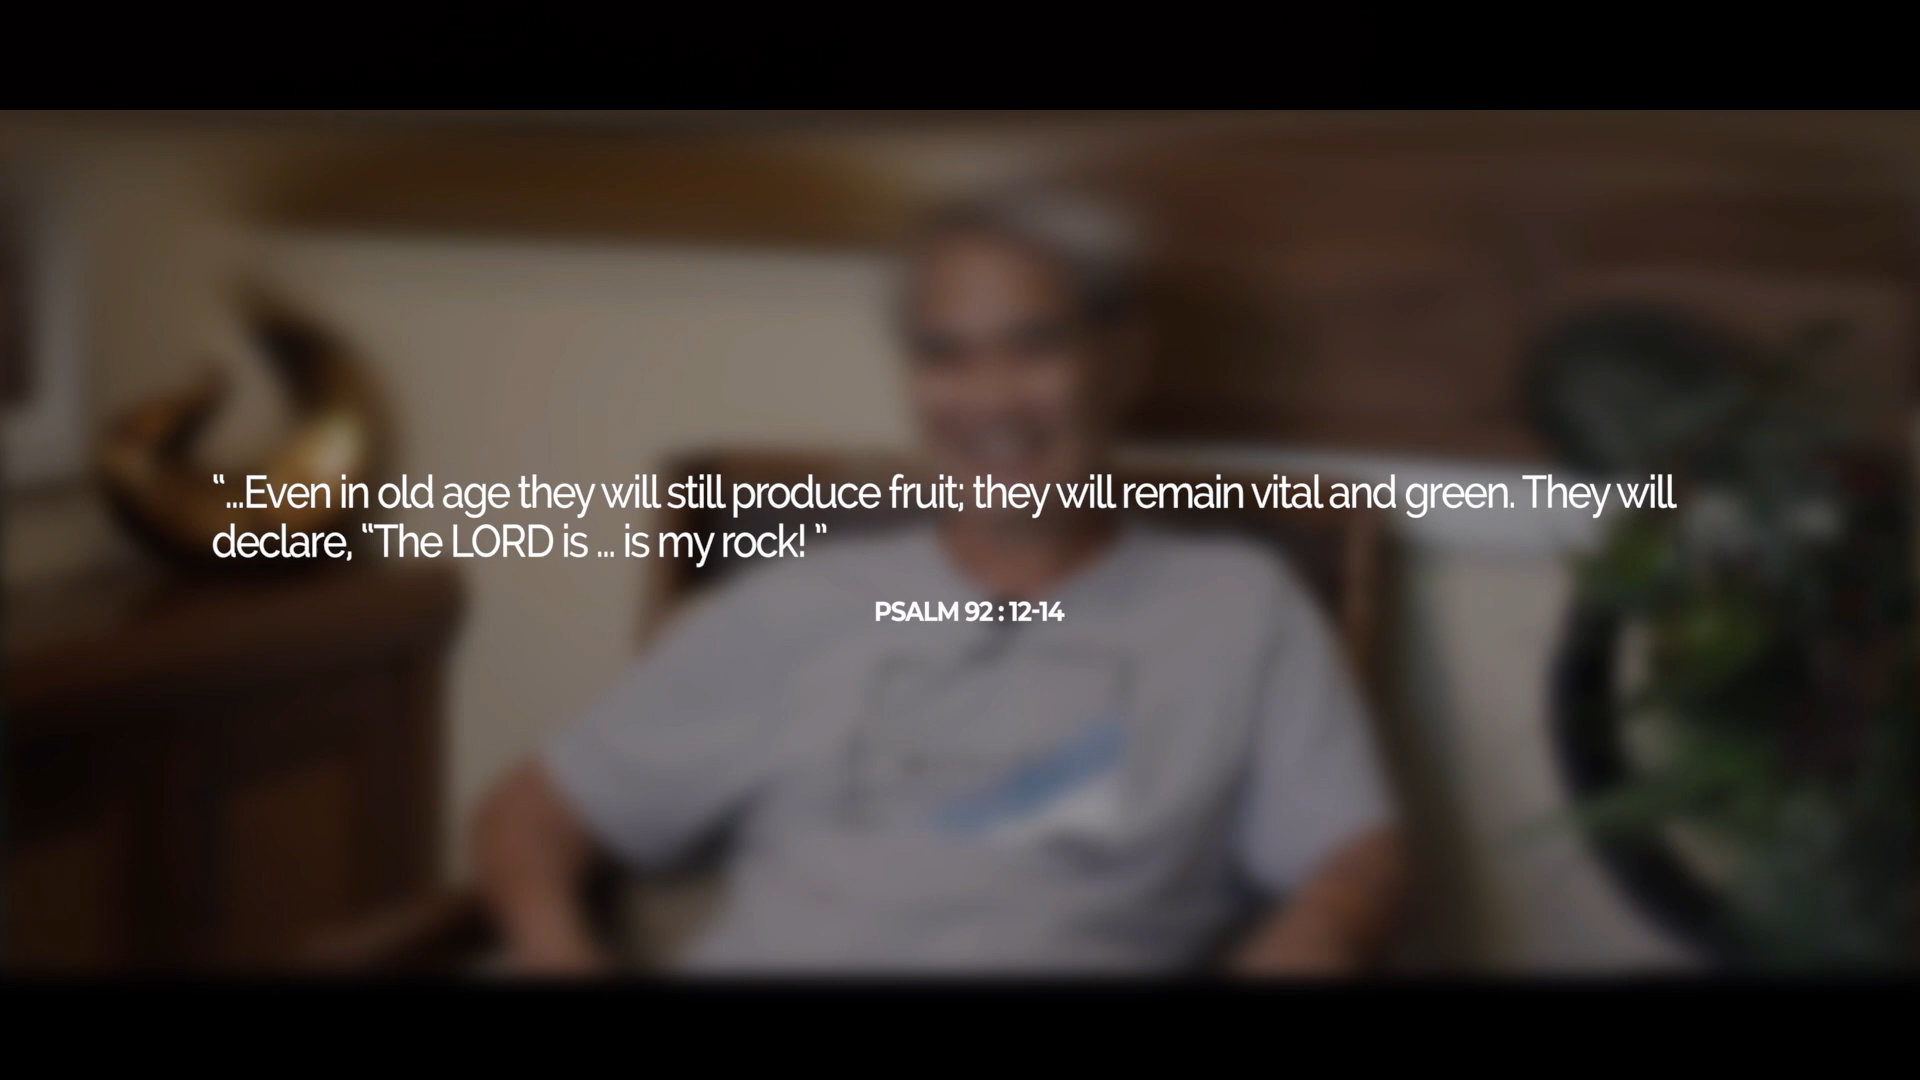 “...Even in old age they will still produce fruit; they will remain vital and green. They will
declare, “The LORD is ... is my rock! ”
PSALM 92 : 12-14